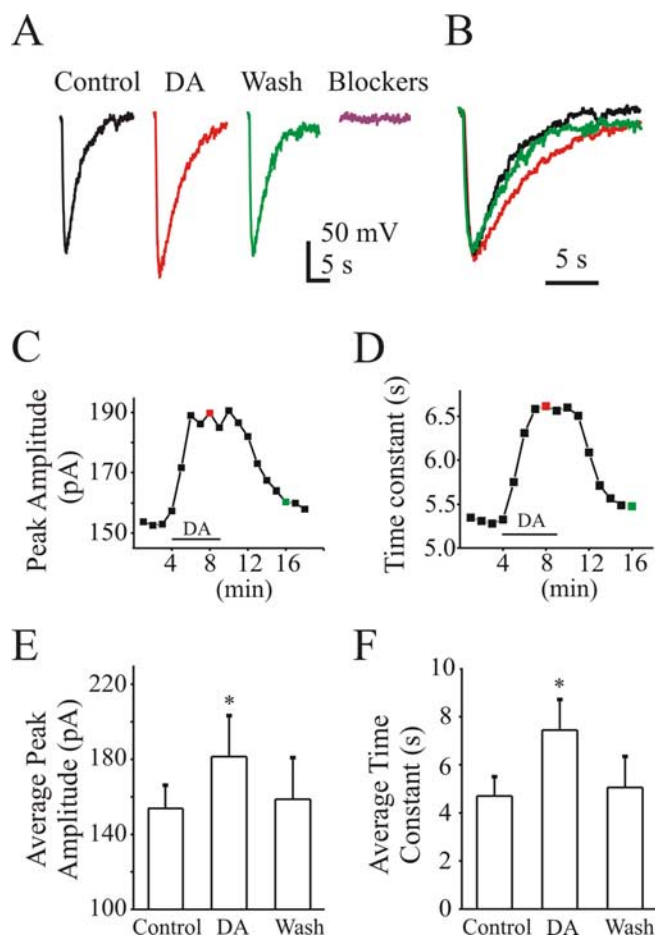 A
B
Control DA Wash Blockers
50 mV
5 s
5 s
C
D
Peak Amplitude
(pA)
190
170
150
DA
4 8 12 16
(min)
Time constant (s)
6.5
6.0
5.5
5.0
DA
4 8 12 16
(min)
E
F
Average Peak
Amplitude (pA)
220
180
140
100
*
Control DA Wash
Average Time
Constant (s)
10
8
6
4
2
0
*
Control DA Wash